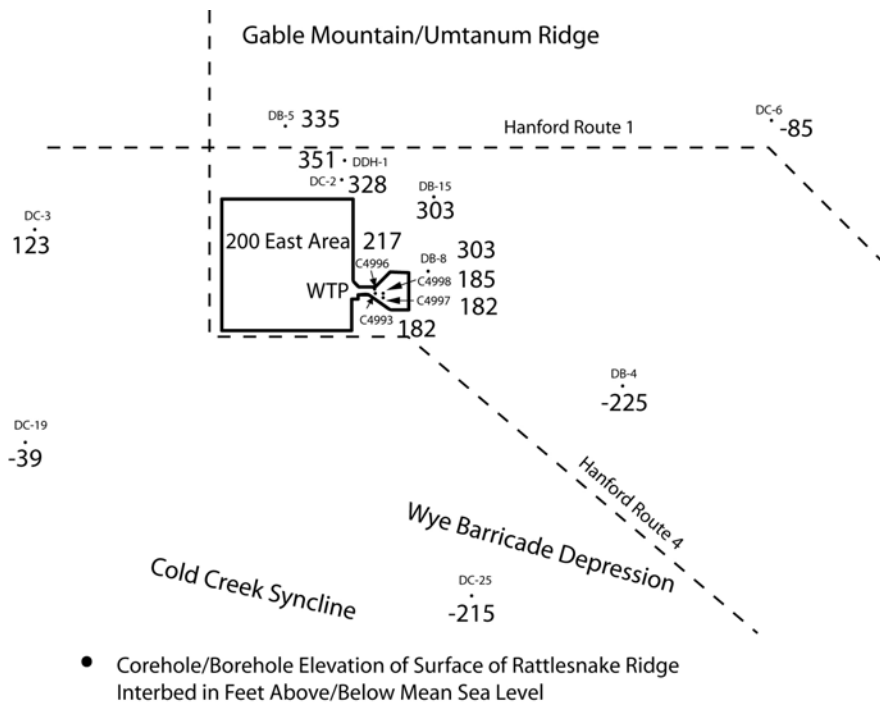 Gable Mountain/Umtanum Ridge
DB-5 335
DC-6
-85
Hanford Route 1
351 DDH-1
DC-2 328
DB-15
303
DC-3
123
200 East Area 217
303
C4996
DB-8
185
C4998
WTP
C4997
182
C4993
182
DB-4
-225
DC-19
-39
Hanford Route 4
Wye Barricade Depression
Cold Creek Syncline
DC-25
-215
Corehole/Borehole Elevation of Surface of Rattlesnake Ridge
Interbed in Feet Above/Below Mean Sea Level